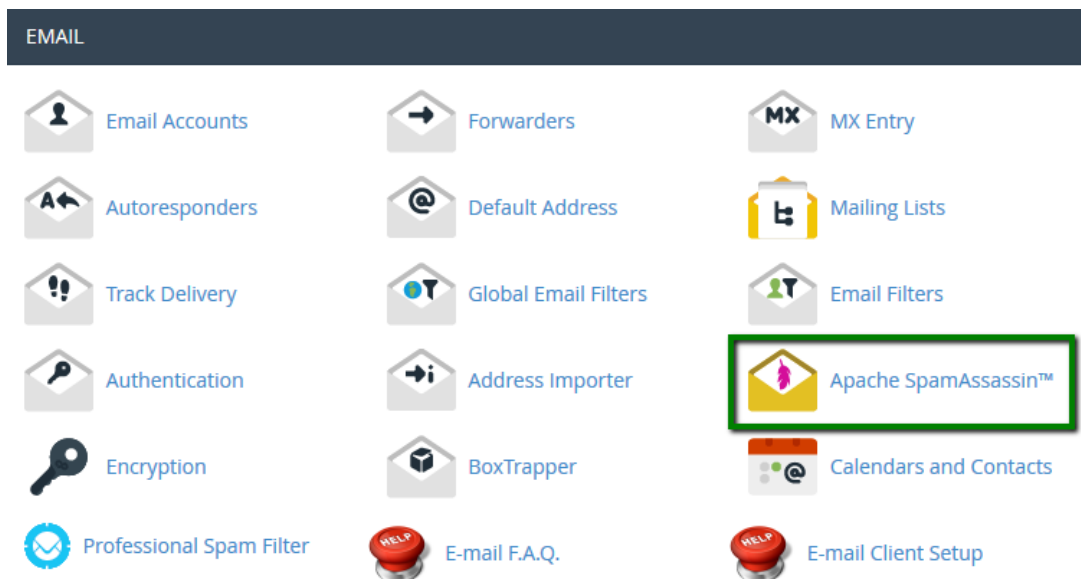 EMAIL
Email Accounts
Forwarders
MX
MX Entry
A
Autoresponders
@
Default Address
Mailing Lists
Track Delivery
Global Email Filters
Email Filters
Authentication
Address Importer
Apache SpamAssassin™
Encryption
BoxTrapper
@
Calendars and Contacts
Professional Spam Filter
HELP
E-mail F.A.Q.
HELP
E-mail Client Setup